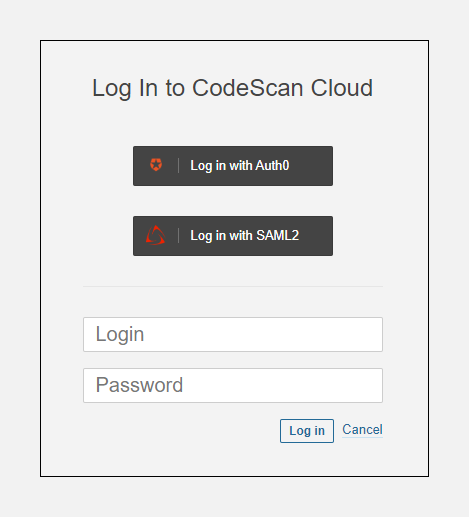 Log In to CodeScan Cloud
Log in with Auth0
Log in with SAML2
Login
Password
Log in Cancel